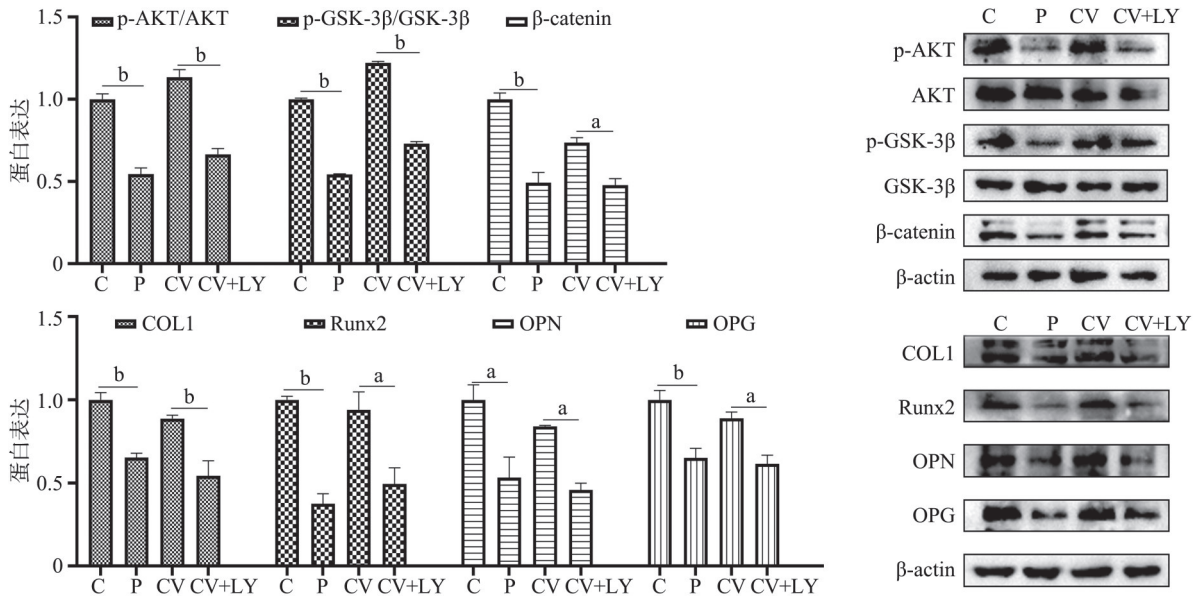 1.5 p-AKT/AKT p-GSK-3β/GSK-3β β-catenin
b b b b b a
1.0
0.5
0
蛋白表达
C P CV CV+LY C P CV CV+LY C P CV CV+LY
1.5 COL1 Runx2 OPN OPG
b b b a a a b a
1.0
0.5
0
蛋白表达
C P CV CV+LY C P CV CV+LY C P CV CV+LY C P CV CV+LY
C P CV CV+LY
p-AKT
AKT
p-GSK-3β
GSK-3β
β-catenin
β-actin
C P CV CV+LY
COL1
Runx2
OPN
OPG
β-actin